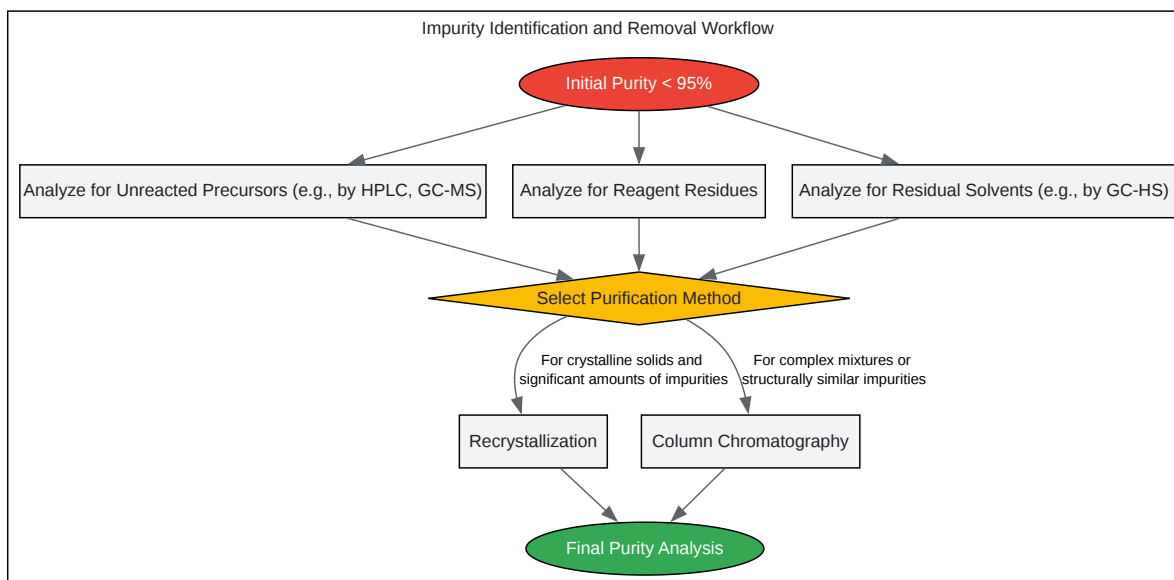 Impurity Identification and Removal Workflow
Initial Purity < 95%
Analyze for Unreacted Precursors (e.g., by HPLC, GC-MS)
Analyze for Reagent Residues
Analyze for Residual Solvents (e.g., by GC-HS)
Select Purification Method
For crystalline solids and
significant amounts of impurities
For complex mixtures or
structurally similar impurities
Recrystallization
Column Chromatography
Final Purity Analysis